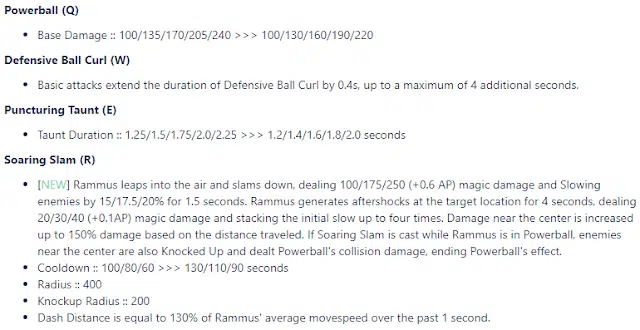 Powerball (Q)
• Base Damage :: 100/135/170/205/240 >>> 100/130/160/190/220
Defensive Ball Curl (W)
• Basic attacks extend the duration of Defensive Ball Curl by 0.4s, up to a maximum of 4 additional seconds.
Puncturing Taunt (E)
• Taunt Duration :: 1.25/1.5/1.75/2.0/2.25 >>> 1.2/1.4/1.6/1.8/2.0 seconds
Soaring Slam (R)
• [NEW] Rammus leaps into the air and slams down, dealing 100/175/250 (+0.6 AP) magic damage and Slowing
enemies by 15/17.5/20% for 1.5 seconds. Rammus generates aftershocks at the target location for 4 seconds, dealing
20/30/40 (+0.1AP) magic damage and stacking the initial slow up to four times. Damage near the center is increased
up to 150% damage based on the distance traveled. If Soaring Slam is cast while Rammus is in Powerball, enemies
near the center are also Knocked Up and dealt Powerball's collision damage, ending Powerball's effect.
• Cooldown :: 100/80/60 >>> 130/110/90 seconds
• Radius :: 400
• Knockup Radius :: 200
• Dash Distance is equal to 130% of Rammus' average movespeed over the past 1 second.